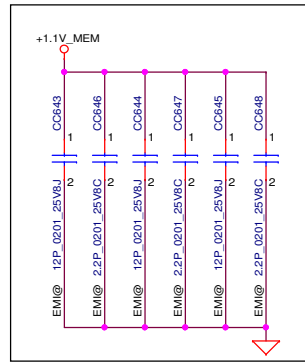 +1.1V_MEM
CC643
CC646
CC644
CC647
CC645
CC648
1
1
1
1
1
1
2
2
2
2
2
2
EMI@ 12P_0201_25V8J
EMI@ 2.2P_0201_25V8C
EMI@ 12P_0201_25V8J
EMI@ 2.2P_0201_25V8C
EMI@ 12P_0201_25V8J
EMI@ 2.2P_0201_25V8C